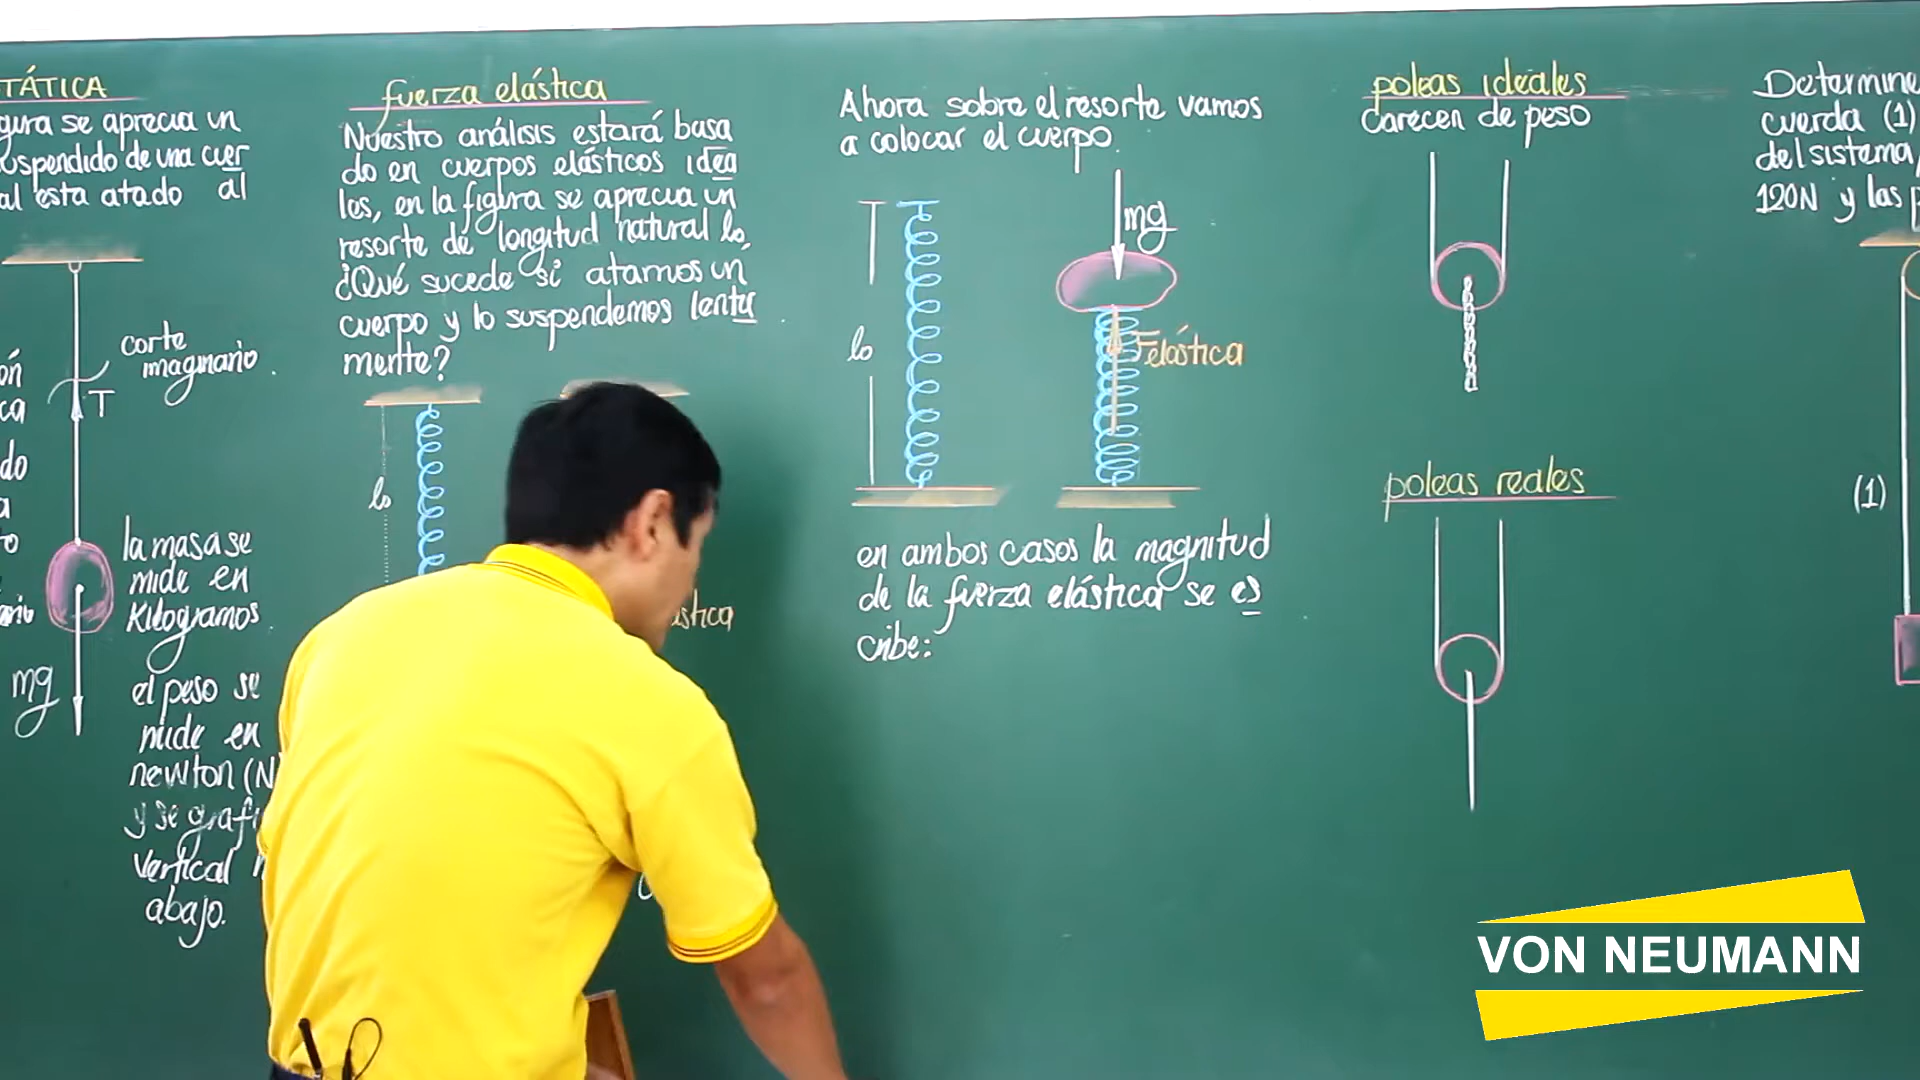 TÁTICA
gura se aprecia un
uspendido de una cuer
al esta atado al
corte
imaginario.
T
ón
ca
do
a
to
ario
la masa se
mide en
Kilogramos.
mg
el peso se
mide en
newton (N)
y se grafi
vertical h
abajo.
fuerza elástica
Nuestro análisis estará basa
do en cuerpos elásticos idea
les, en la figura se aprecia un
resorte de longitud natural lo,
¿Qué sucede si atamos un
cuerpo y lo suspendemos lenta
mente?
lo
ástica
Ahora sobre el resorte vamos
a colocar el cuerpo.
mg
lo
Felástica
en ambos casos la magnitud
de la fuerza elástica se es
cribe:
poleas ideales
Carecen de peso
poleas reales
Determine
cuerda (1)
del sistema,
120N y las p
(1)
VON NEUMANN